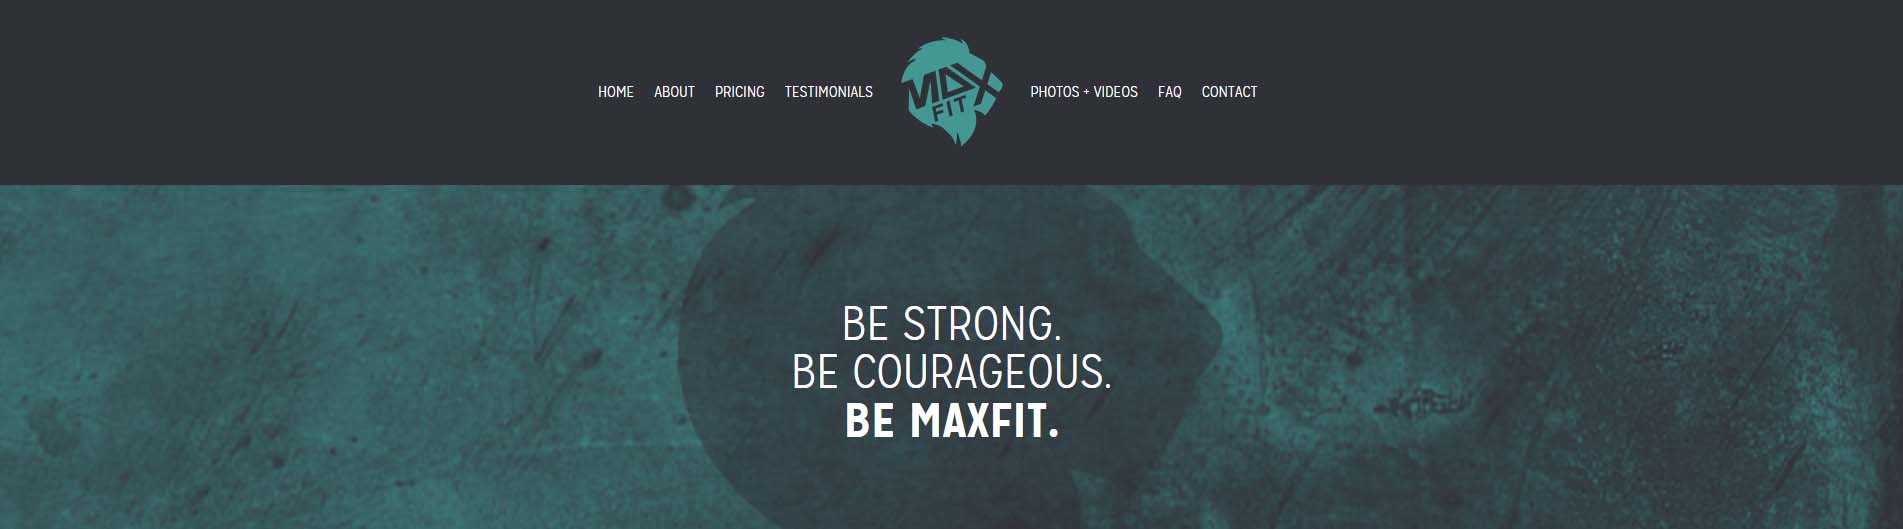 HOME ABOUT PRICING TESTIMONIALS
MAX
FIT
PHOTOS + VIDEOS FAQ CONTACT
BE STRONG.
BE COURAGEOUS.
BE MAXFIT.